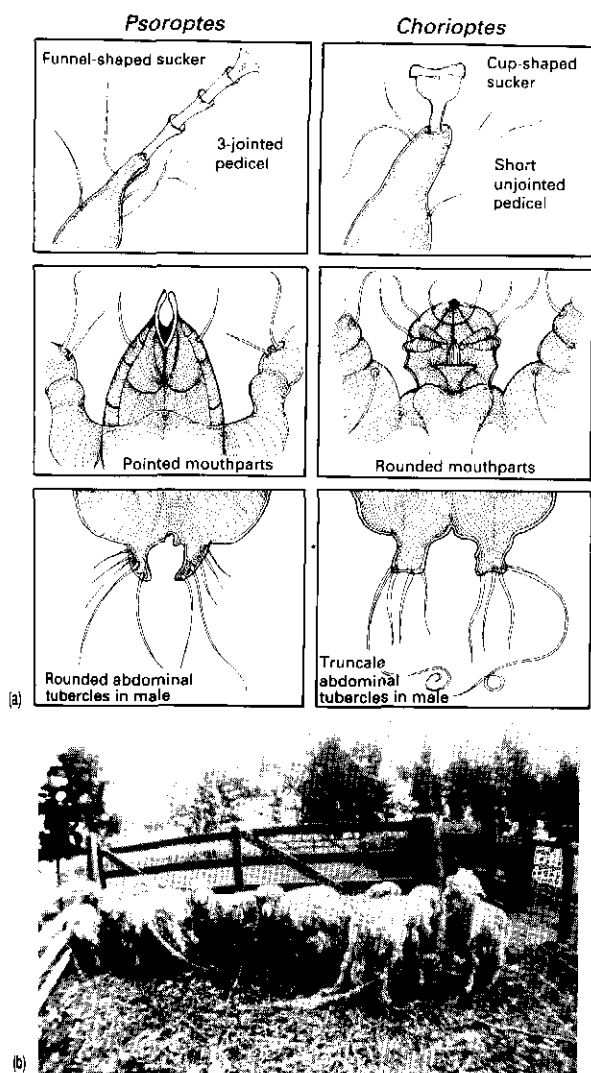 Psoroptes
Chorioptes
Funnel-shaped sucker
3-jointed
pedicel
Cup-shaped
sucker
Short
unjointed
pedicel
Pointed mouthparts
Rounded mouthparts
Rounded abdominal
tubercles in male
Truncale
abdominal
tubercles in male
(a)
(b)